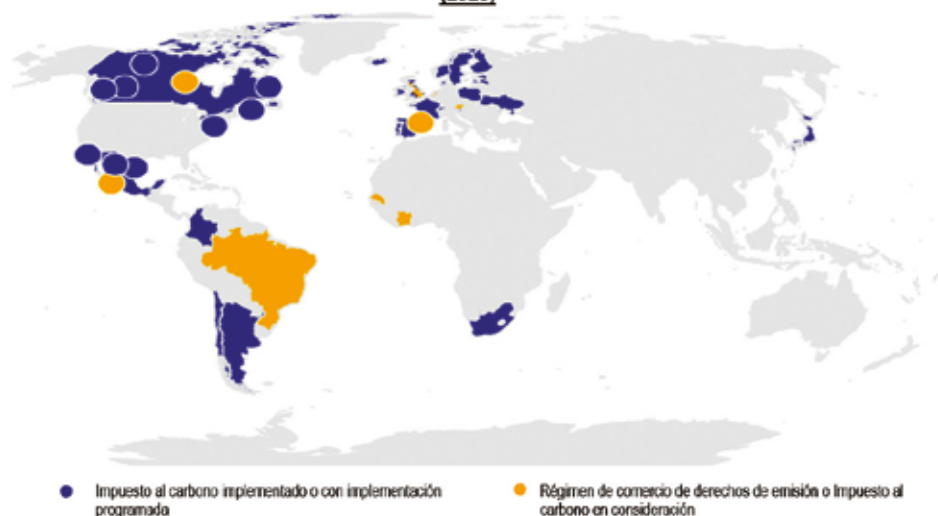 Impuesto al carbono implementado o con implementación
programada
Régimen de comercio de derechos de emisión o Impuesto al
carbono en consideración